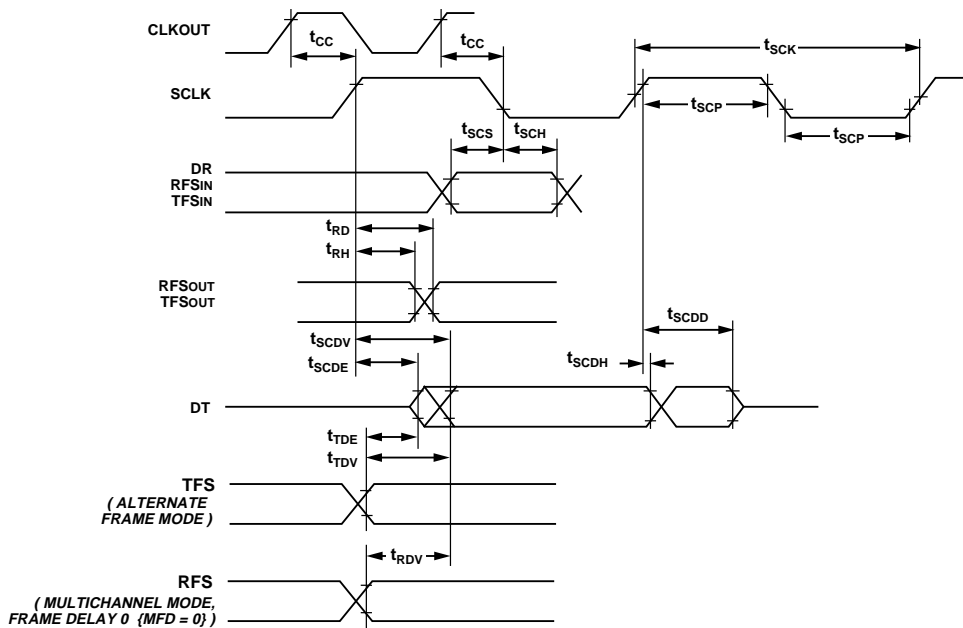 CLKOUT
tCC
tCC
tSCK
SCLK
tSCP
tSCP
tSCS
tSCH
DR
RFSIN
TFSIN
tRD
tRH
RFSOUT
TFSOUT
tSCDV
tSCDE
tSCDD
tSCDH
DT
tTDE
tTDV
TFS
( ALTERNATE
FRAME MODE )
tRDV
RFS
( MULTICHANNEL MODE,
FRAME DELAY 0 {MFD = 0} )